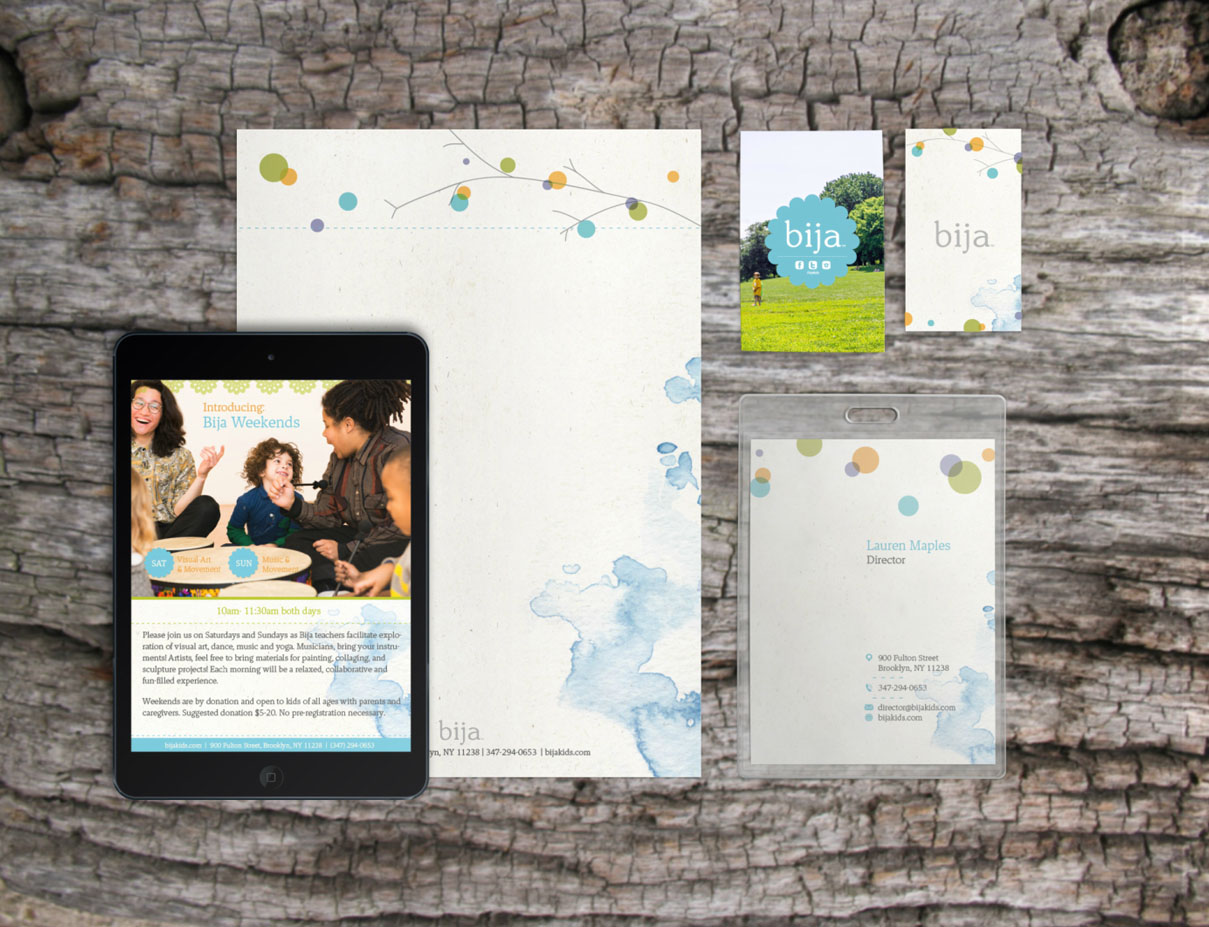 Introducing:
Bija Weekends
SAT
Visual Art
& Movement
SUN
Music &
Movement
10am- 11:30am both days
Please join us on Saturdays and Sundays as Bija teachers facilitate explo-
ration of visual art, dance, music and yoga. Musicians, bring your instru-
ments! Artists, feel free to bring materials for painting, collaging, and
sculpture projects! Each morning will be a relaxed, collaborative and
fun-filled experience.
Weekends are by donation and open to kids of all ages with parents and
caregivers. Suggested donation $5-20. No pre-registration necessary.
bijakids.com | 900 Fulton Street, Brooklyn, NY 11238 | (347) 294-0653
bija
yn, NY 11238 | 347-294-0653 | bijakids.com
bija
bija
Lauren Maples
Director
900 Fulton Street
Brooklyn, NY 11238
347-294-0653
director@bijakids.com
bijakids.com